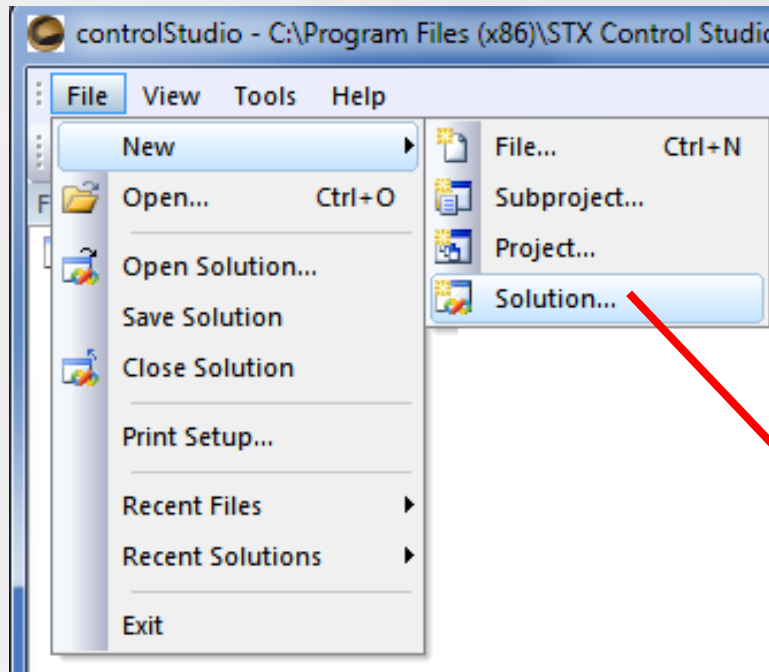 controlStudio - C:\Program Files (x86)\STX Control Studio
File View Tools Help
New
File... Ctrl+N
Open... Ctrl+O
Subproject...
Project...
Open Solution...
Solution...
Save Solution
Close Solution
Print Setup...
Recent Files
Recent Solutions
Exit
F